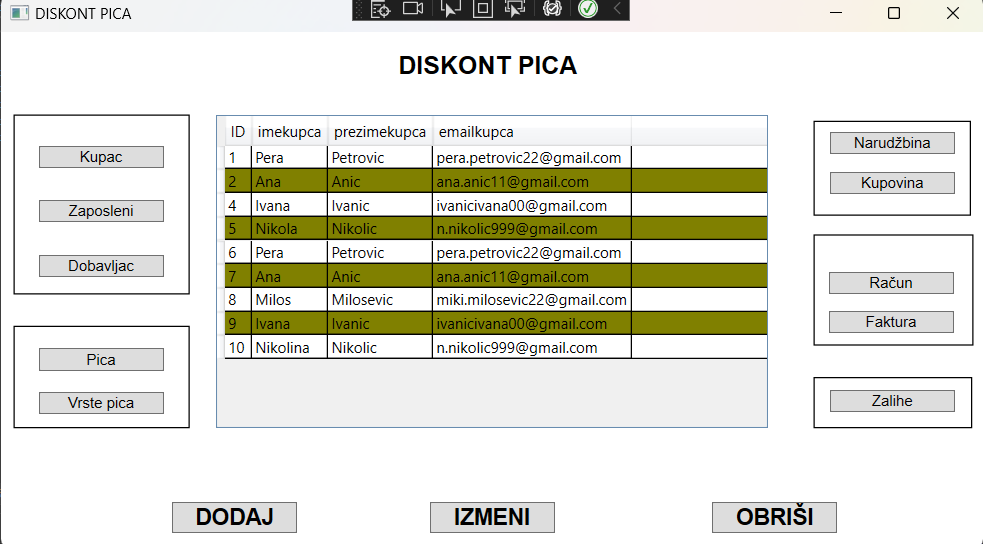 DISKONT PICA
DISKONT PICA
Kupac
Zaposleni
Dobavljac
Pica
Vrste pica
ID imekupca prezimekupca emailkupca
1 Pera Petrovic pera.petrovic22@gmail.com
2 Ana Anic ana.anic11@gmail.com
4 Ivana Ivanic ivanicivana00@gmail.com
5 Nikola Nikolic n.nikolic999@gmail.com
6 Pera Petrovic pera.petrovic22@gmail.com
7 Ana Anic ana.anic11@gmail.com
8 Milos Milosevic miki.milosevic22@gmail.com
9 Ivana Ivanic ivanicivana00@gmail.com
10 Nikolina Nikolic n.nikolic999@gmail.com
Narudžbina
Kupovina
Račun
Faktura
Zalihe
DODAJ IZMENI OBRIŠI